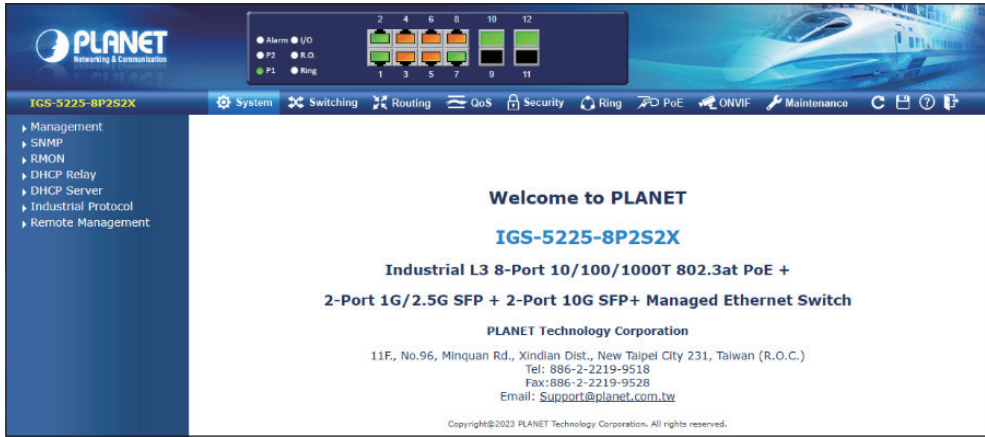 PLANET
Networking & Communication
2 4 6 8 10 12
Alarm I/O
P2 R.O.
P1 Ring
1 3 5 7 9 11
IGS-5225-8P2S2X
System Switching Routing QoS Security Ring PoE ONVIF Maintenance
Management
SNMP
RMON
DHCP Relay
DHCP Server
Industrial Protocol
Remote Management
Welcome to PLANET
IGS-5225-8P2S2X
Industrial L3 8-Port 10/100/1000T 802.3at PoE +
2-Port 1G/2.5G SFP + 2-Port 10G SFP+ Managed Ethernet Switch
PLANET Technology Corporation
11F., No.96, Minquan Rd., Xindian Dist., New Taipei City 231, Taiwan (R.O.C.)
Tel: 886-2-2219-9518
Fax:886-2-2219-9528
Email: Support@planet.com.tw
Copyright©2023 PLANET Technology Corporation. All rights reserved.